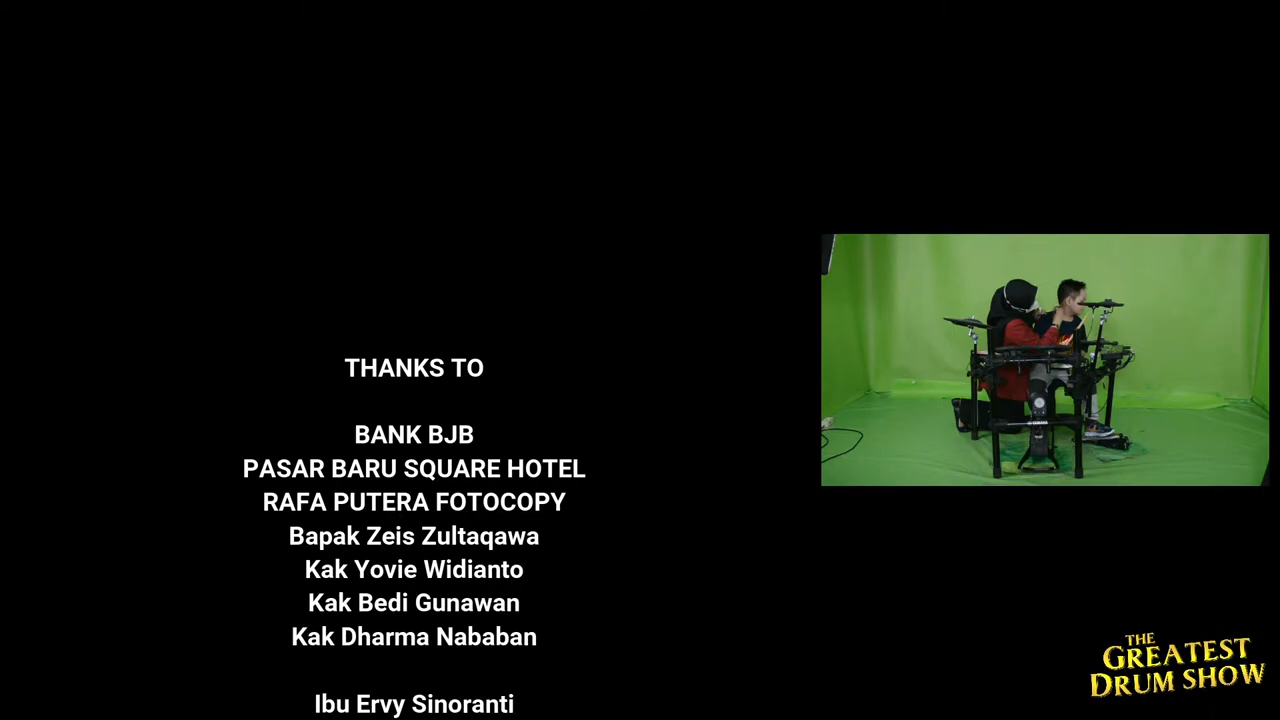 THANKS TO
BANK BJB
PASAR BARU SQUARE HOTEL
RAFA PUTERA FOTOCOPY
Bapak Zeis Zultaqawa
Kak Yovie Widianto
Kak Bedi Gunawan
Kak Dharma Nababan
Ibu Ervy Sinoranti
YAMAHA
THE
GREATEST
DRUM SHOW